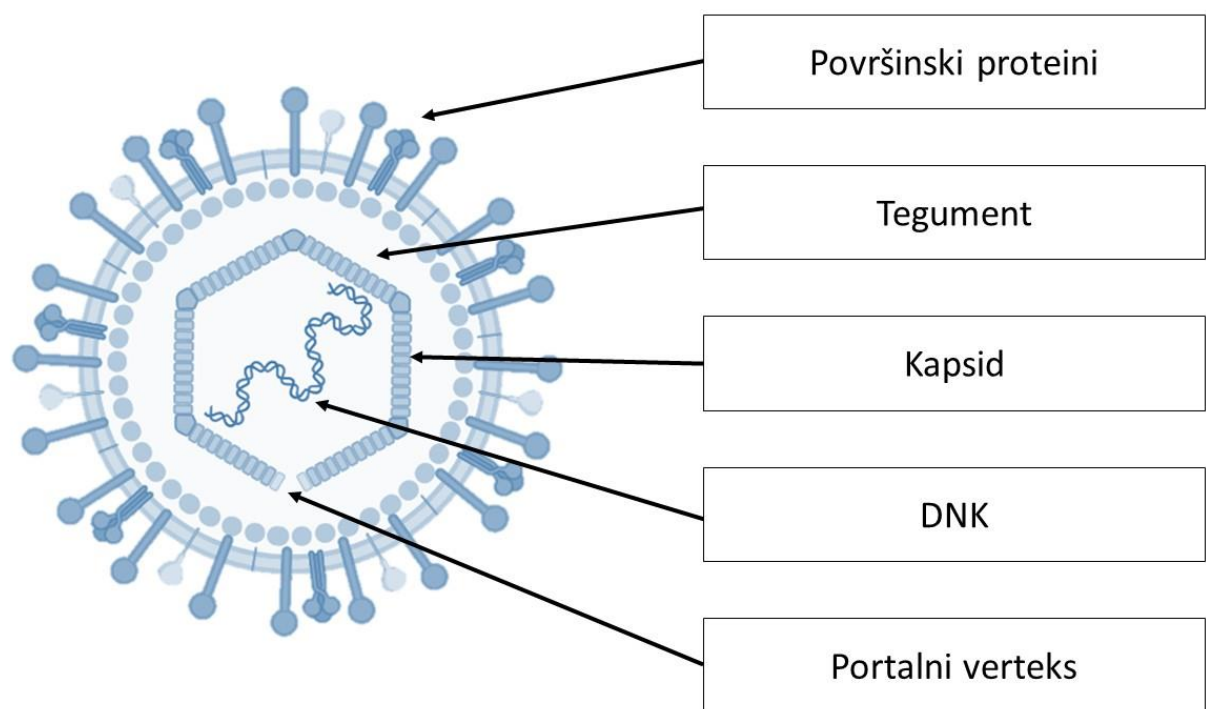 Površinski proteini
Tegument
Kapsid
DNK
Portalni verteks